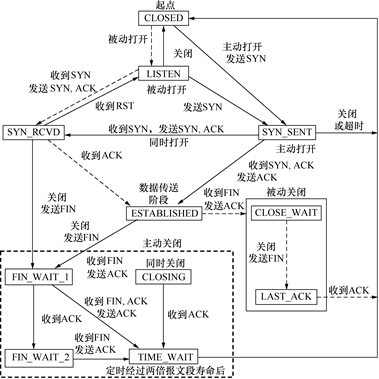 起点
CLOSED
被动打开
关闭
主动打开
发送SYN
收到SYN
发送SYN, ACK
LISTEN
被动打开
收到RST
发送SYN
SYN_RCVD
收到SYN，发送SYN, ACK
同时打开
SYN_SENT
主动打开
关闭
或超时
收到ACK
收到SYN, ACK
发送ACK
数据传送
阶段
ESTABLISHED
关闭
发送FIN
关闭
发送FIN
收到FIN
发送ACK
被动关闭
CLOSE_WAIT
关闭
发送FIN
LAST_ACK
收到ACK
主动关闭
FIN_WAIT_1
收到FIN
发送ACK
同时关闭
CLOSING
收到ACK
收到 FIN, ACK
发送ACK
收到ACK
FIN_WAIT_2
收到FIN
发送ACK
TIME_WAIT
定时经过两倍报文段寿命后